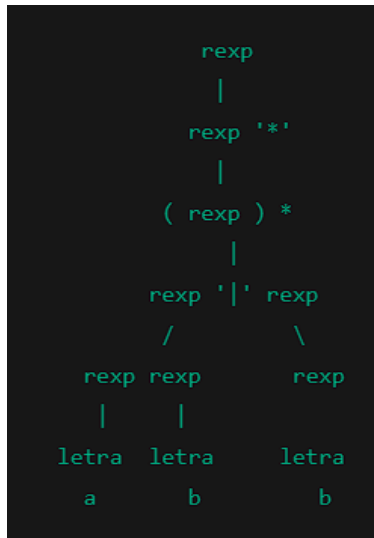 rexp
|
rexp '*'
|
( rexp ) *
|
rexp '|' rexp
/ \
rexp rexp rexp
| |
letra letra letra
a b b